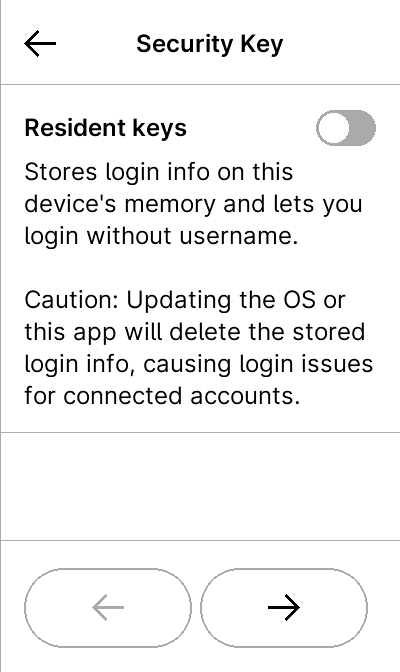 Security Key
Resident keys
Stores login info on this
device's memory and lets you
login without username.
Caution: Updating the OS or
this app will delete the stored
login info, causing login issues
for connected accounts.